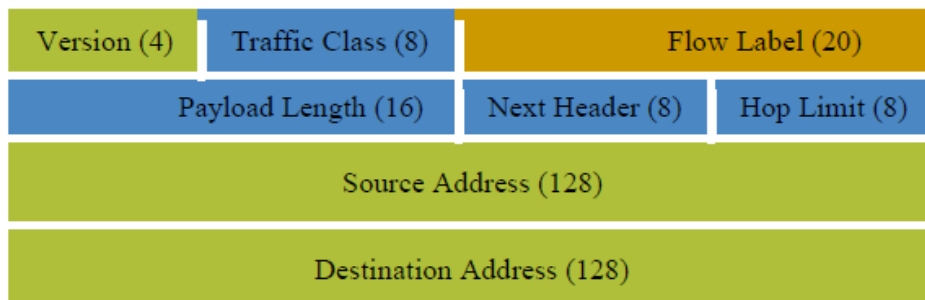 Version (4) Traffic Class (8) Flow Label (20)
Payload Length (16) Next Header (8) Hop Limit (8)
Source Address (128)
Destination Address (128)